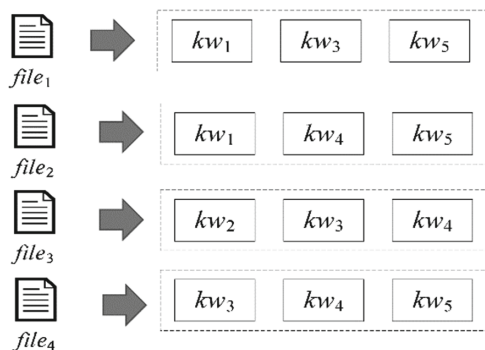 kw₁ kw₃ kw₅
file₁
kw₁ kw₄ kw₅
file₂
kw₂ kw₃ kw₄
file₃
kw₃ kw₄ kw₅
file₄